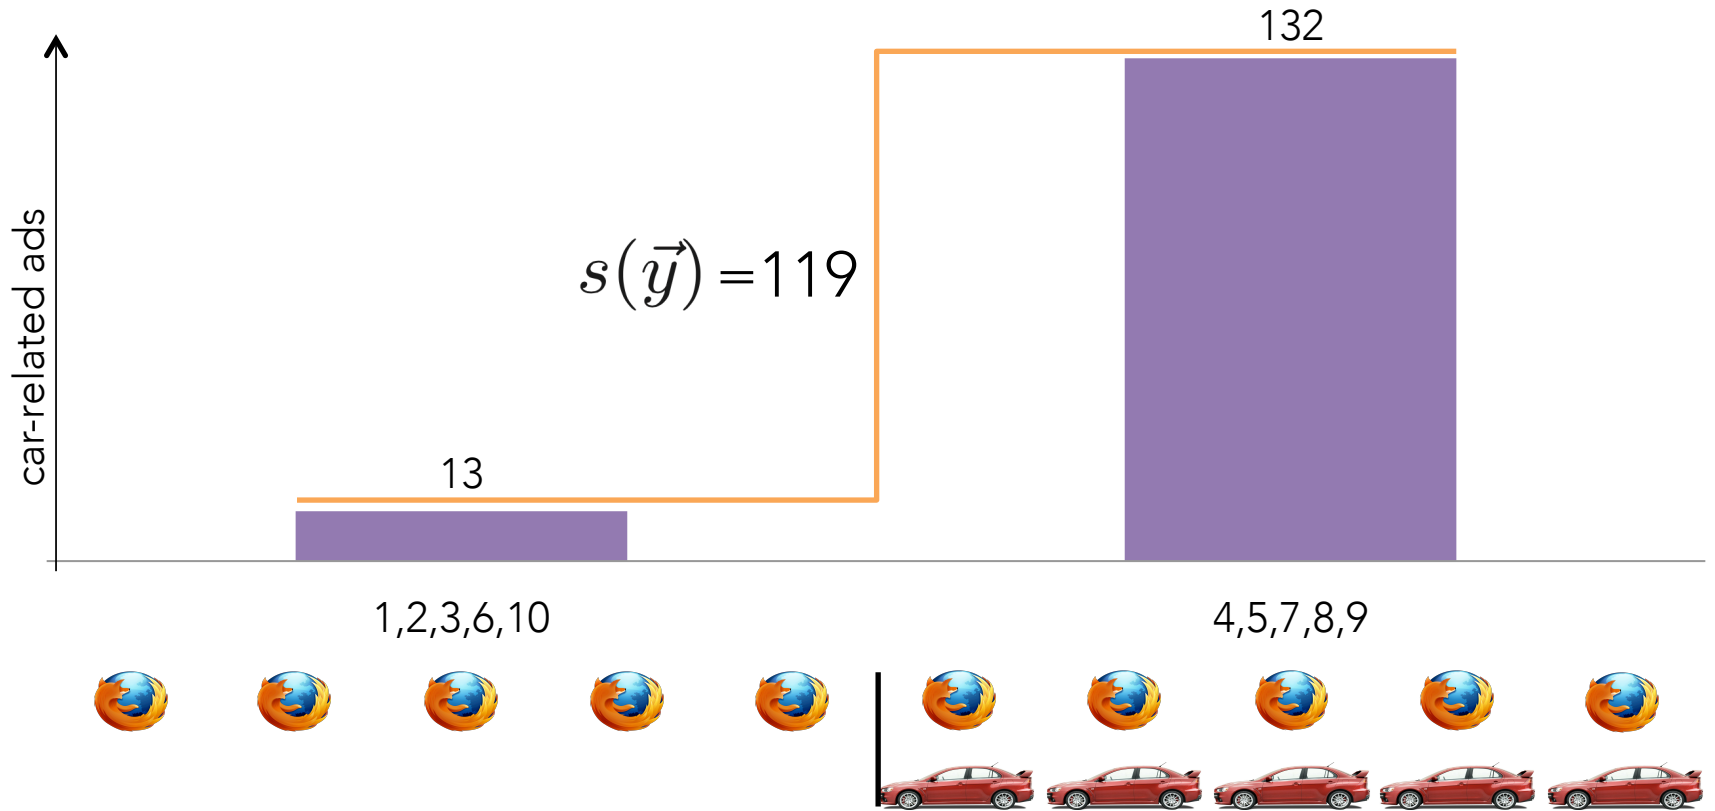 132
car-related ads
s(y⃗) =119
13
1,2,3,6,10
4,5,7,8,9